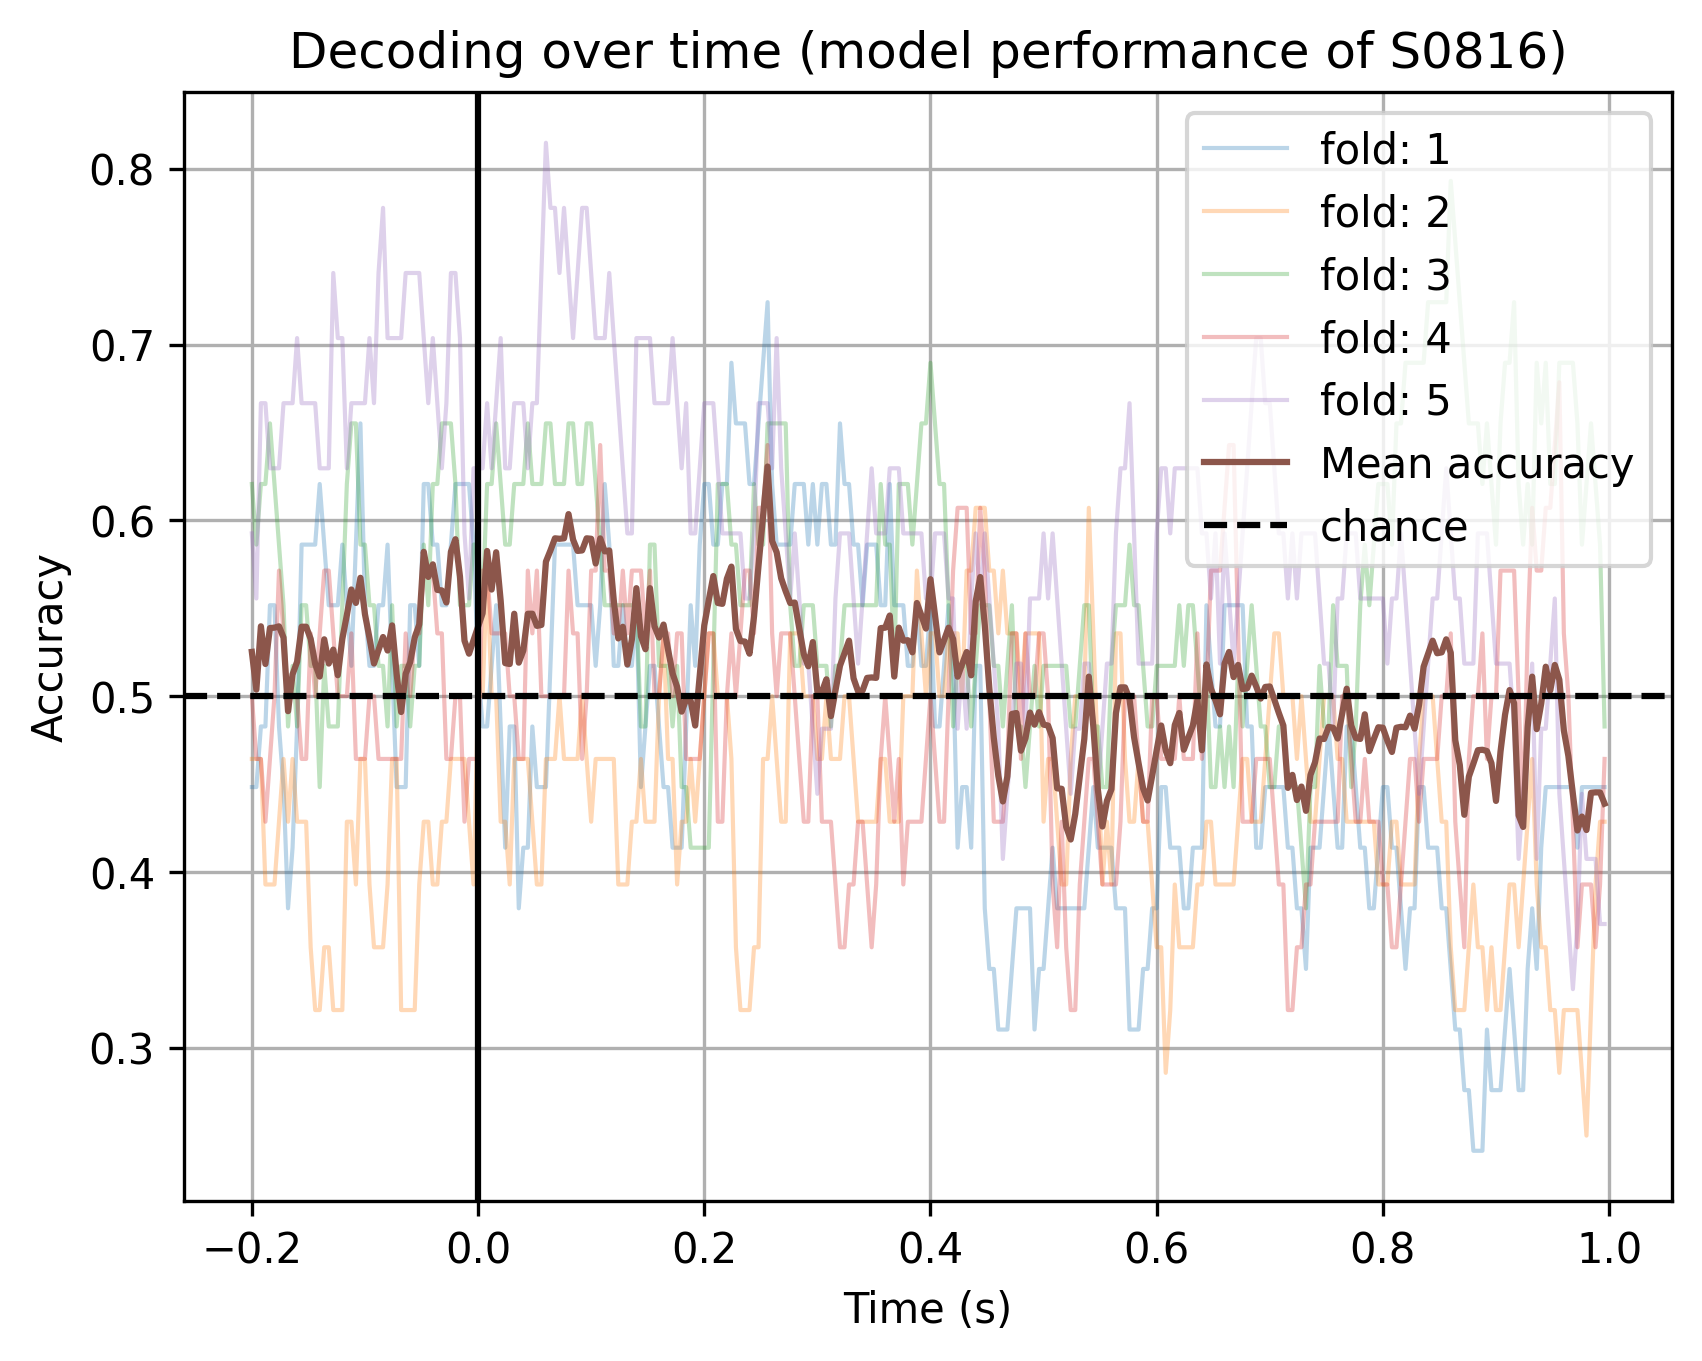 Decoding over time (model performance of S0816)
fold: 1
fold: 2
fold: 3
fold: 4
fold: 5
Mean accuracy
chance
Accuracy
0.8
0.7
0.6
0.5
0.4
0.3
−0.2 0.0 0.2 0.4 0.6 0.8 1.0
Time (s)